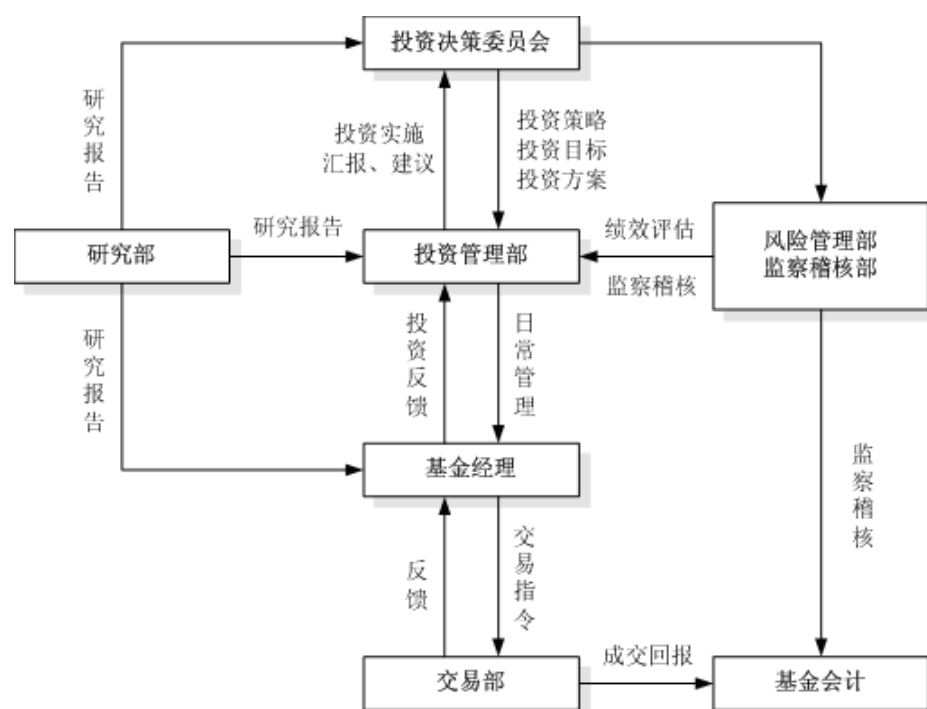 投资决策委员会
研究报告
投资实施
汇报、建议
投资策略
投资目标
投资方案
研究部
研究报告
投资管理部
绩效评估
监察稽核
风险管理部
监察稽核部
研究报告
投资反馈
日常管理
基金经理
监察稽核
反馈
交易指令
交易部
成交回报
基金会计